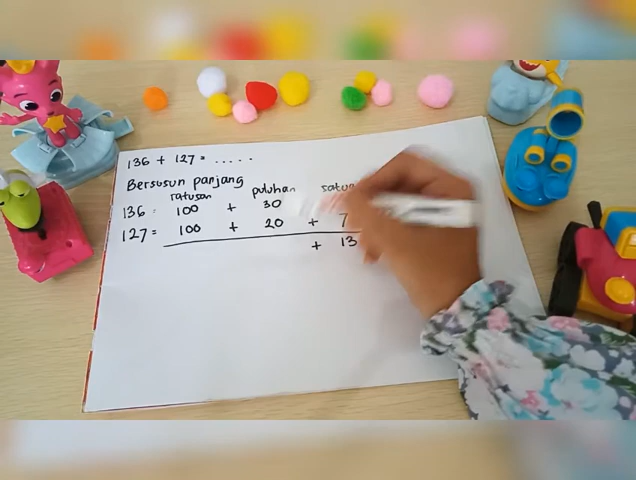 136 + 127 = .....
Bersusun panjang
ratusan puluhan
136 = 100 + 30
127 = 100 + 20 + 7
+ 13